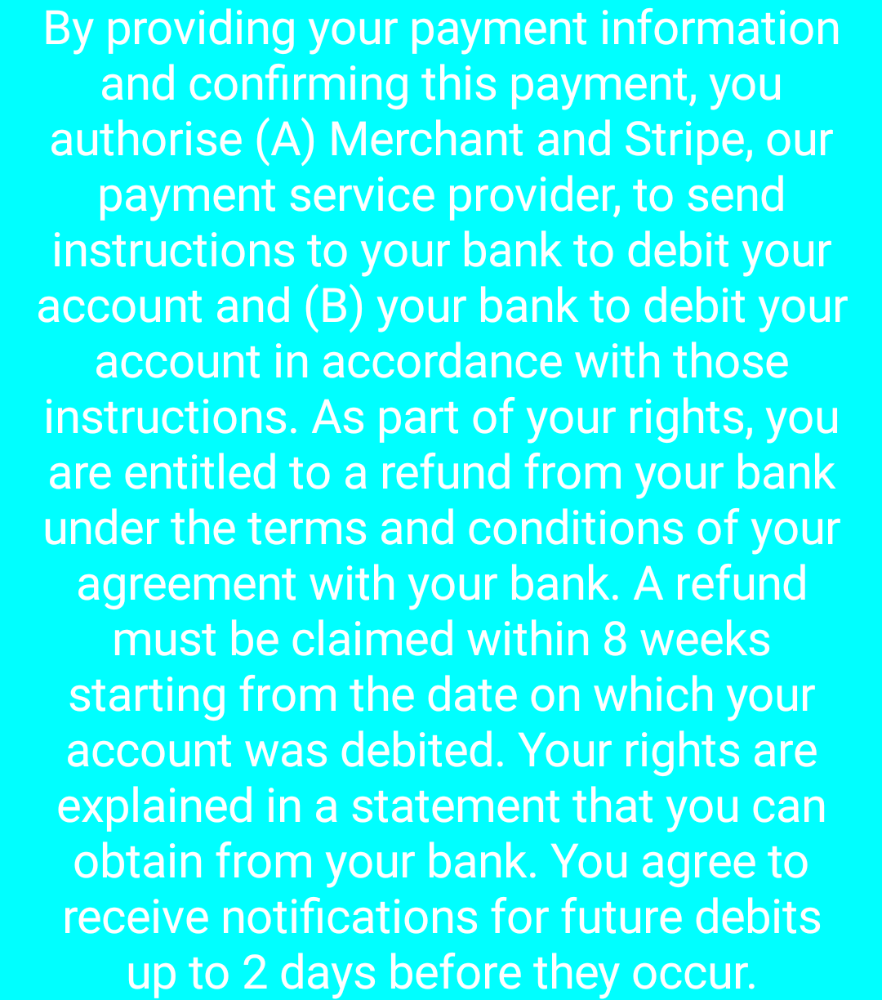 By providing your payment information
and confirming this payment, you
authorise (A) Merchant and Stripe, our
payment service provider, to send
instructions to your bank to debit your
account and (B) your bank to debit your
account in accordance with those
instructions. As part of your rights, you
are entitled to a refund from your bank
under the terms and conditions of your
agreement with your bank. A refund
must be claimed within 8 weeks
starting from the date on which your
account was debited. Your rights are
explained in a statement that you can
obtain from your bank. You agree to
receive notifications for future debits
up to 2 days before they occur.